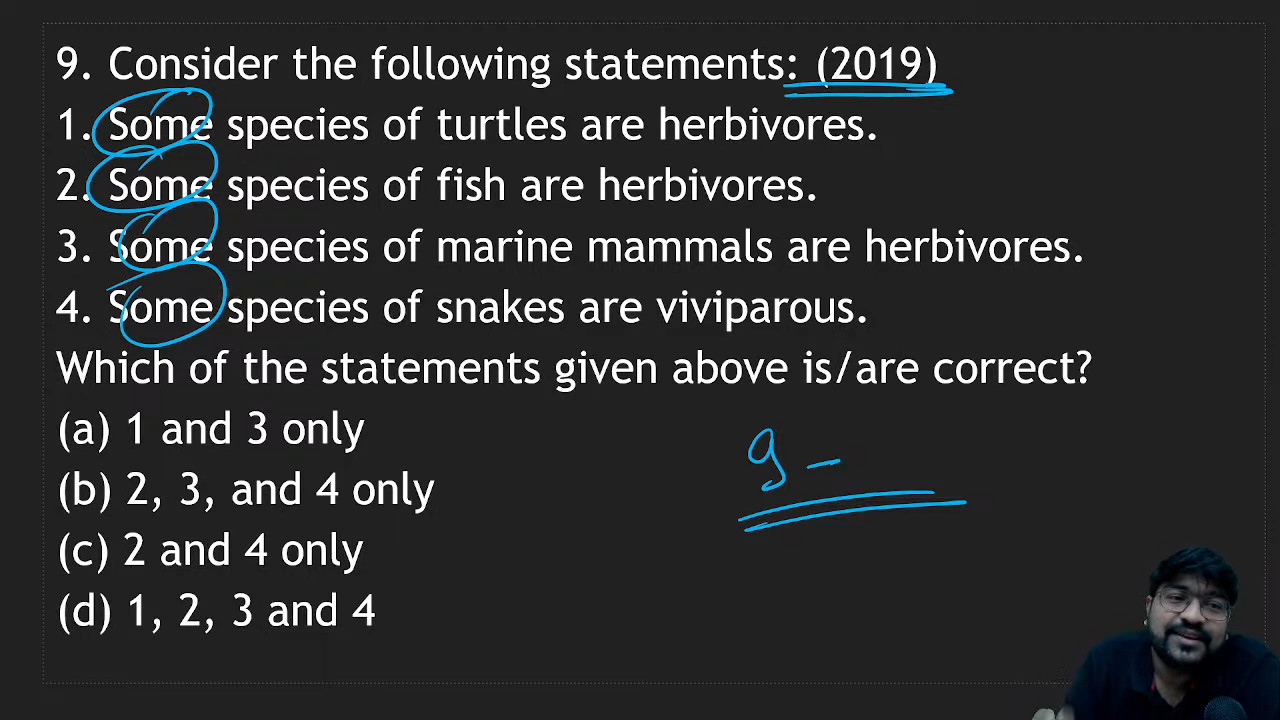 9. Consider the following statements: (2019)
1. Some species of turtles are herbivores.
2. Some species of fish are herbivores.
3. Some species of marine mammals are herbivores.
4. Some species of snakes are viviparous.
Which of the statements given above is/are correct?
(a) 1 and 3 only
(b) 2, 3, and 4 only
(c) 2 and 4 only
(d) 1, 2, 3 and 4
9 -